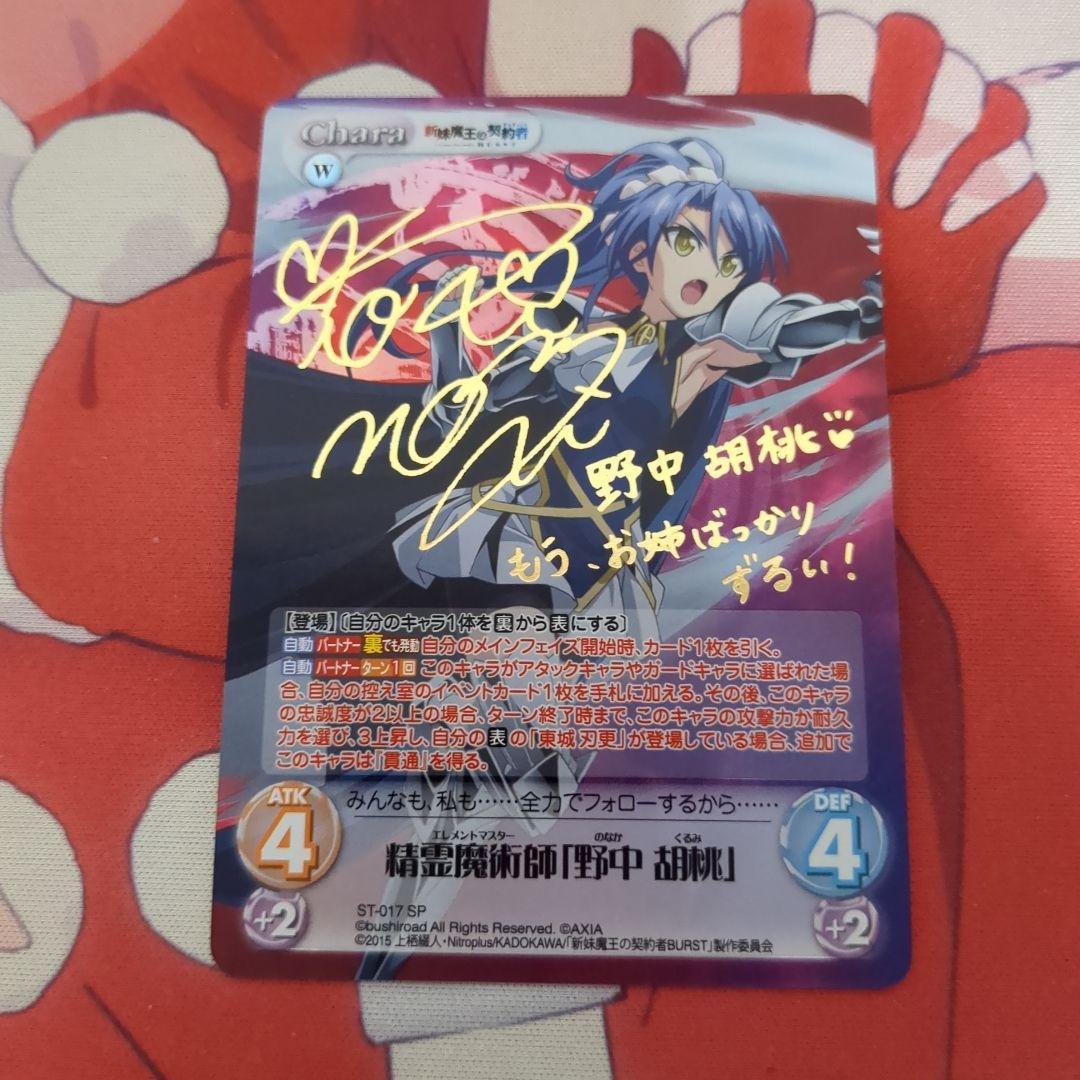 Chara 新妹魔王の契約者
BURST
W
野中 胡桃
もう、お姉ばっかり
ずるい!
【登場】〔自分のキャラ1体を裏から表にする〕
自動 パートナー 裏でも発動 自分のメインフェイズ開始時、カード1枚を引く。
自動 パートナー ターン1回 このキャラがアタックキャラやガードキャラに選ばれた場
合、自分の控え室のイベントカード1枚を手札に加える。その後、このキャラ
の忠誠度が2以上の場合、ターン終了時まで、このキャラの攻撃力か耐久
力を選び、3上昇し、自分の表の「東城 刃更」が登場している場合、追加で
このキャラは「貫通」を得る。
みんなも、私も……全力でフォローするから……
ATK
4
+2
DEF
4
+2
エレメントマスター のなか くるみ
精霊魔術師「野中 胡桃」
ST-017 SP
©bushiroad All Rights Reserved. ©AXIA
©2015 上栖綴人・Nitroplus/KADOKAWA/「新妹魔王の契約者BURST」製作委員会